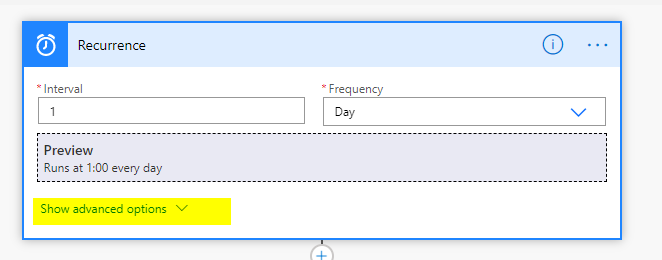 Recurrence
* Interval
* Frequency
1
Day
Preview
Runs at 1:00 every day
Show advanced options